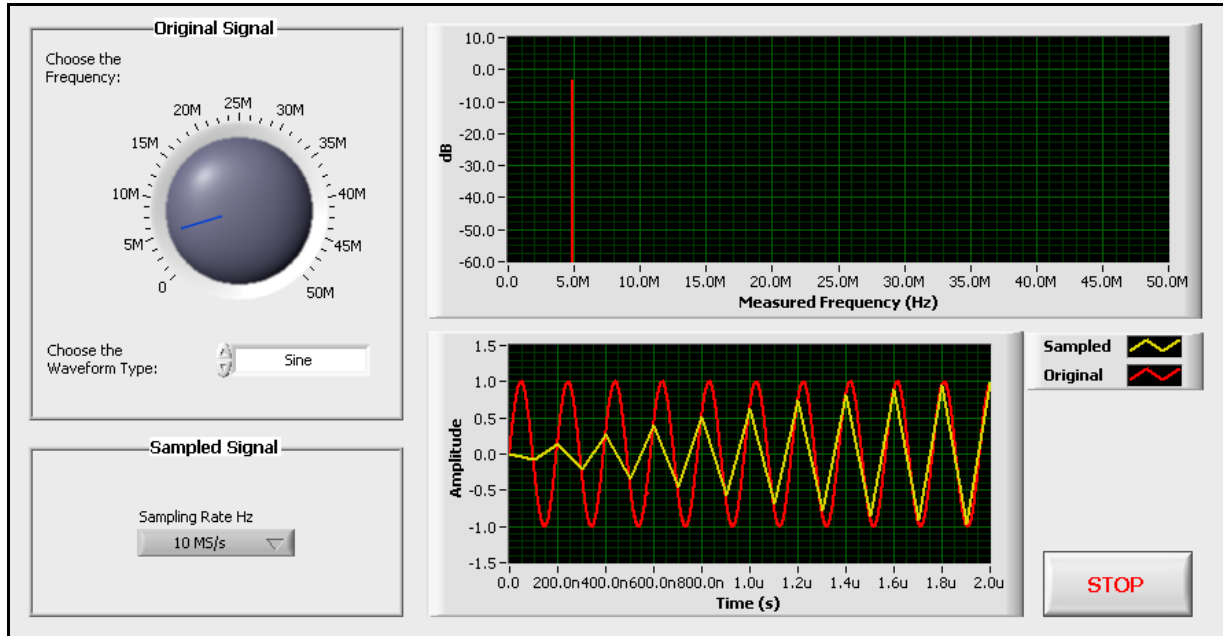 Original Signal
Choose the
Frequency:
0
5M
10M
15M
20M
25M
30M
35M
40M
45M
50M
Choose the
Waveform Type:
Sine
Sampled Signal
Sampling Rate Hz
10 MS/s
dB
10.0
0.0
-10.0
-20.0
-30.0
-40.0
-50.0
-60.0
0.0 5.0M 10.0M 15.0M 20.0M 25.0M 30.0M 35.0M 40.0M 45.0M 50.0M
Measured Frequency (Hz)
Amplitude
1.5
1.0
0.5
0.0
-0.5
-1.0
-1.5
0.0 200.0n 400.0n 600.0n 800.0n 1.0u 1.2u 1.4u 1.6u 1.8u 2.0u
Time (s)
Sampled
Original
STOP